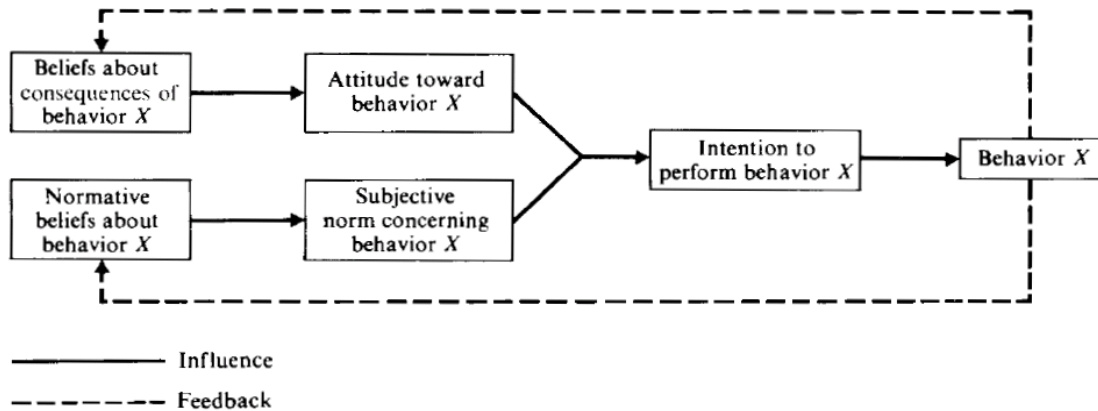 Beliefs about
consequences of
behavior X
Attitude toward
behavior X
Intention to
perform behavior X
Behavior X
Normative
beliefs about
behavior X
Subjective
norm concerning
behavior X
Influence
Feedback